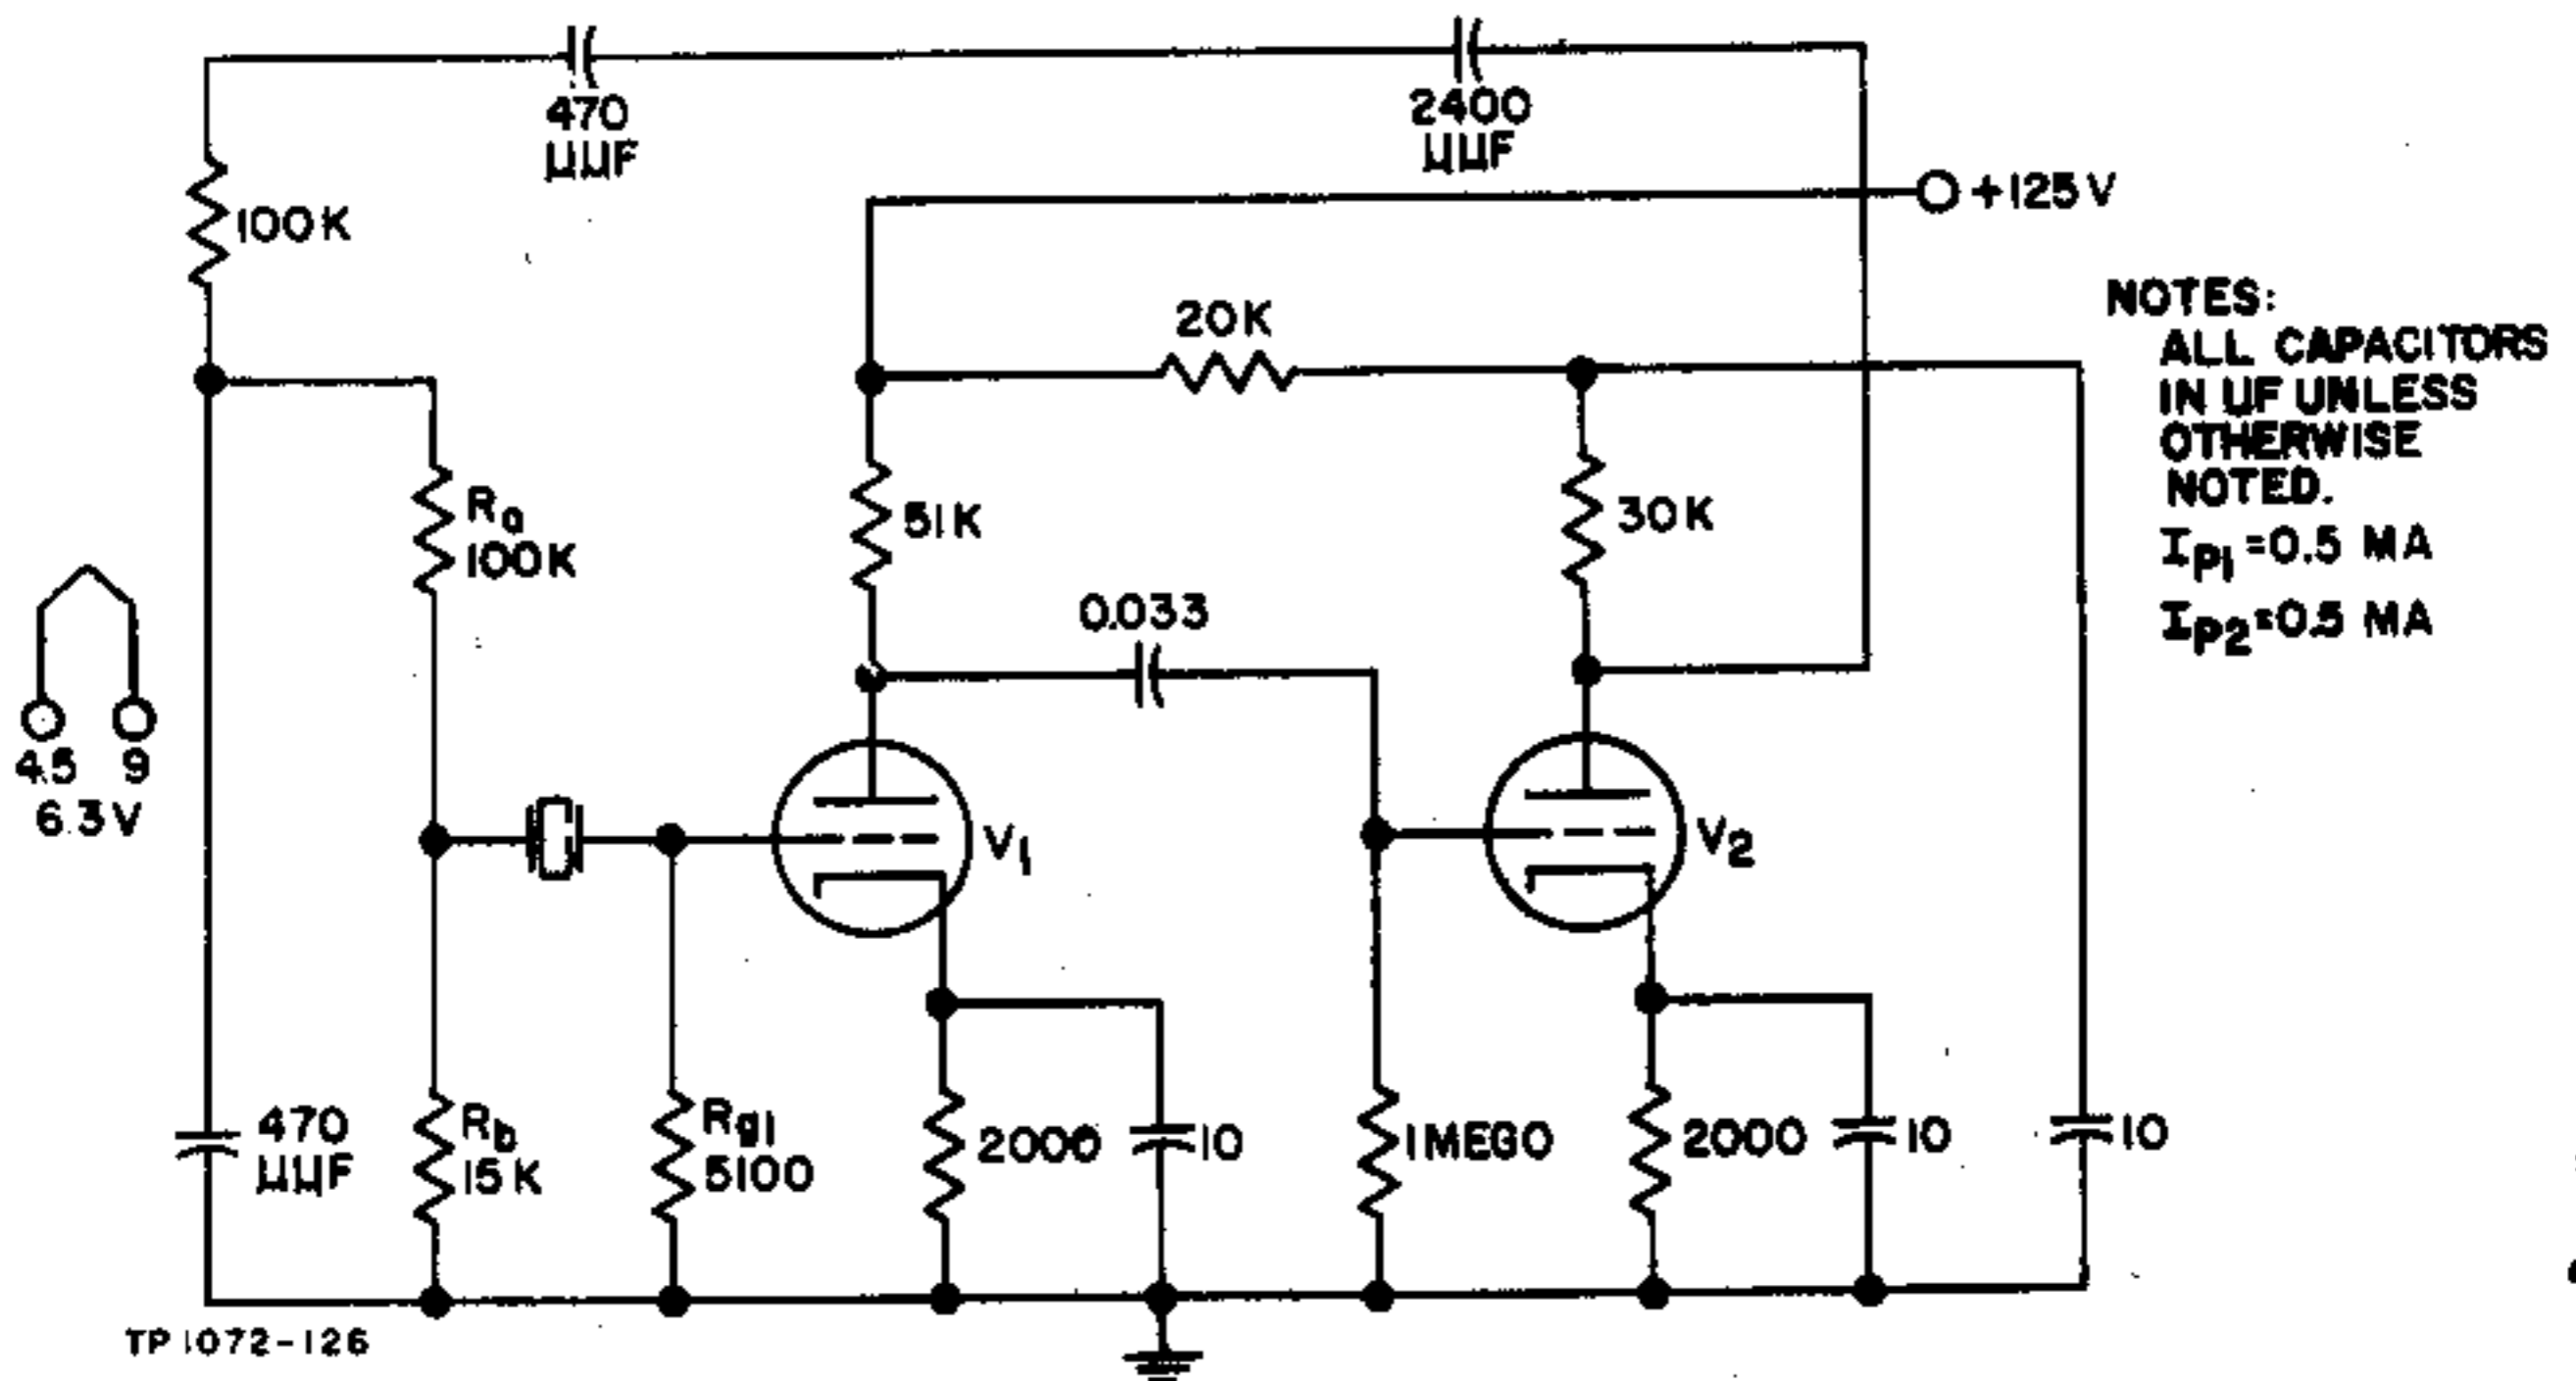 470
µµF
2400
µµF
+125 V
100K
20K
NOTES:
ALL CAPACITORS
IN UF UNLESS
OTHERWISE
NOTED.
IP1 =0.5 MA
IP2=0.5 MA
Ra
100K
51K
30K
0.033
4.5 9
6.3 V
V1
V2
470
µµF
Rb
15K
Rg1
5100
2000
10
1MEGO
2000
10
10
TP 1072-126